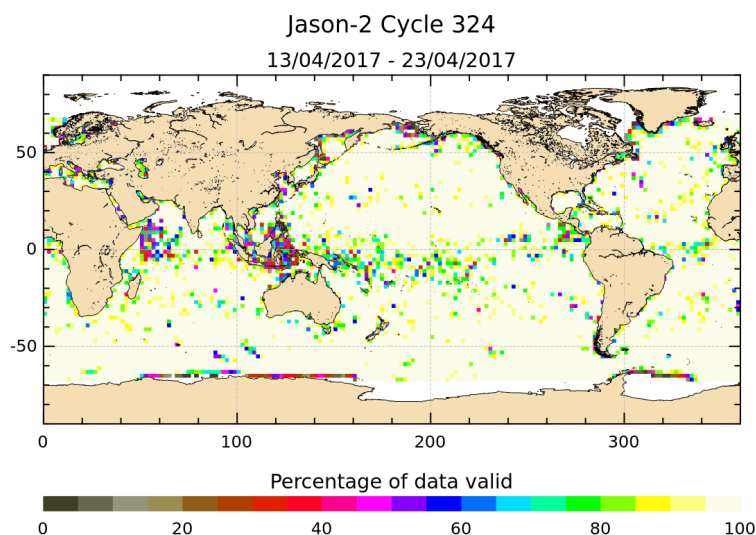 Jason-2 Cycle 324
13/04/2017 - 23/04/2017
50
0
-50
0 100 200 300
Percentage of data valid
0 20 40 60 80 100